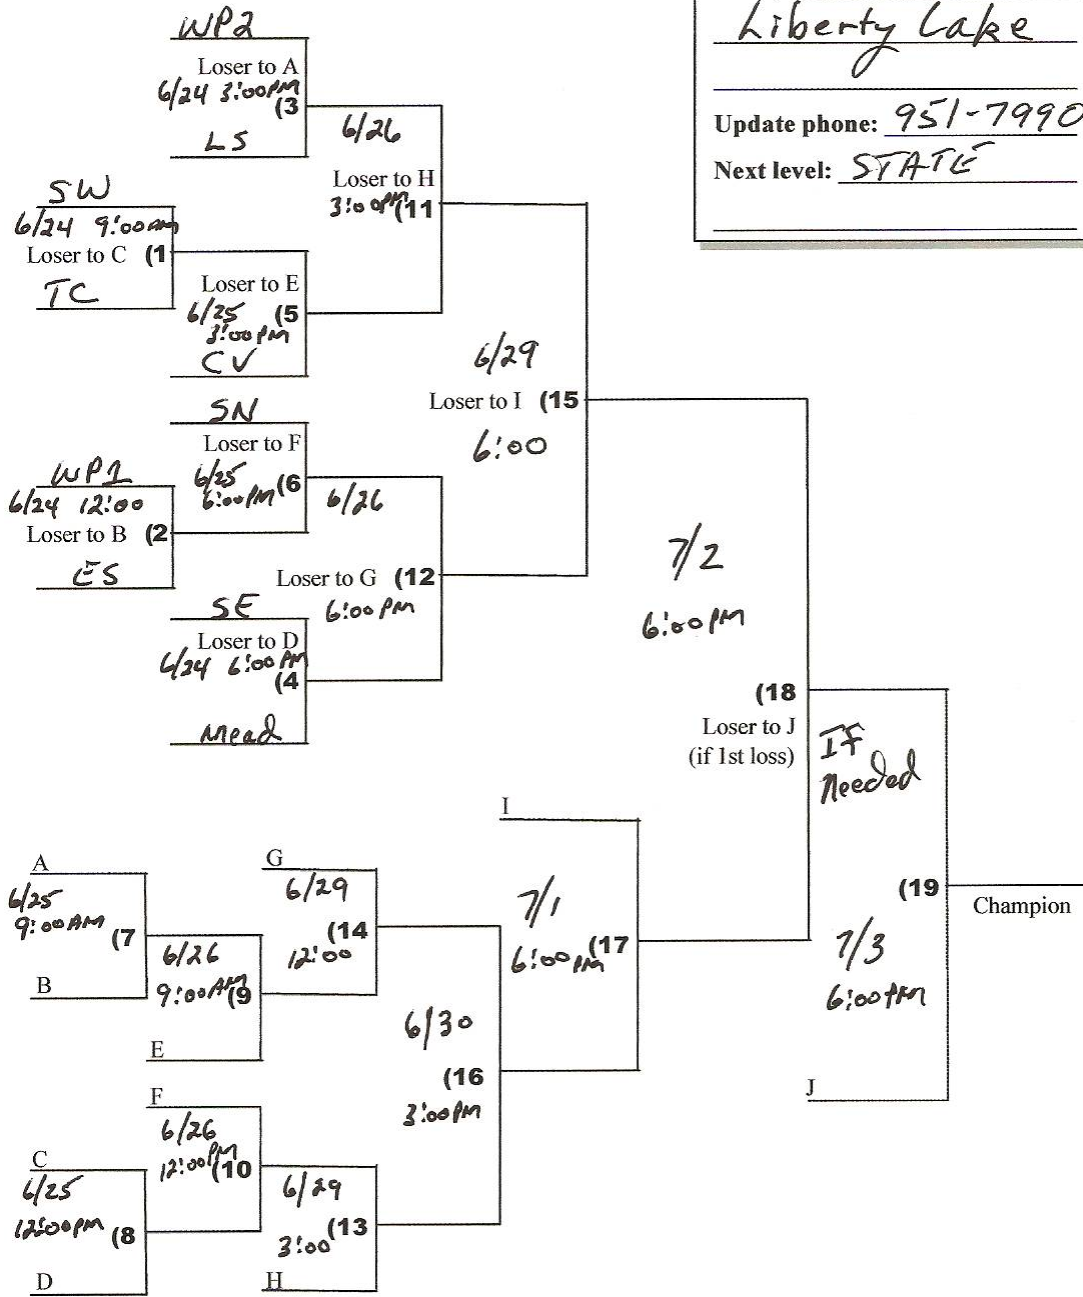 Liberty Lake
Update phone: 951-7990
Next level: STATE
WP2
Loser to A
6/24 3:00PM
(3
LS
6/26
Loser to H
3:00PM (11
SW
6/24 9:00AM
Loser to C (1
TC
Loser to E
6/25 (5
3:00PM
CV
6/29
Loser to I (15
6:00
SN
Loser to F
6/25 (6
6:00PM
WP1
6/24 12:00
Loser to B (2
ES
6/26
Loser to G (12
6:00PM
SE
Loser to D
6/24 6:00PM
(4
Mead
7/2
6:00PM
(18
Loser to J
(if 1st loss)
IF
Needed
(19
Champion
7/3
6:00PM
J
I
7/1
6:00PM (17
A
6/25
9:00AM (7
B
G
6/29
(14
12:00
6/26
9:00AM (9
E
6/30
(16
3:00PM
F
6/26
12:00PM (10
C
6/25
12:00PM (8
D
6/29
(13
3:00
H